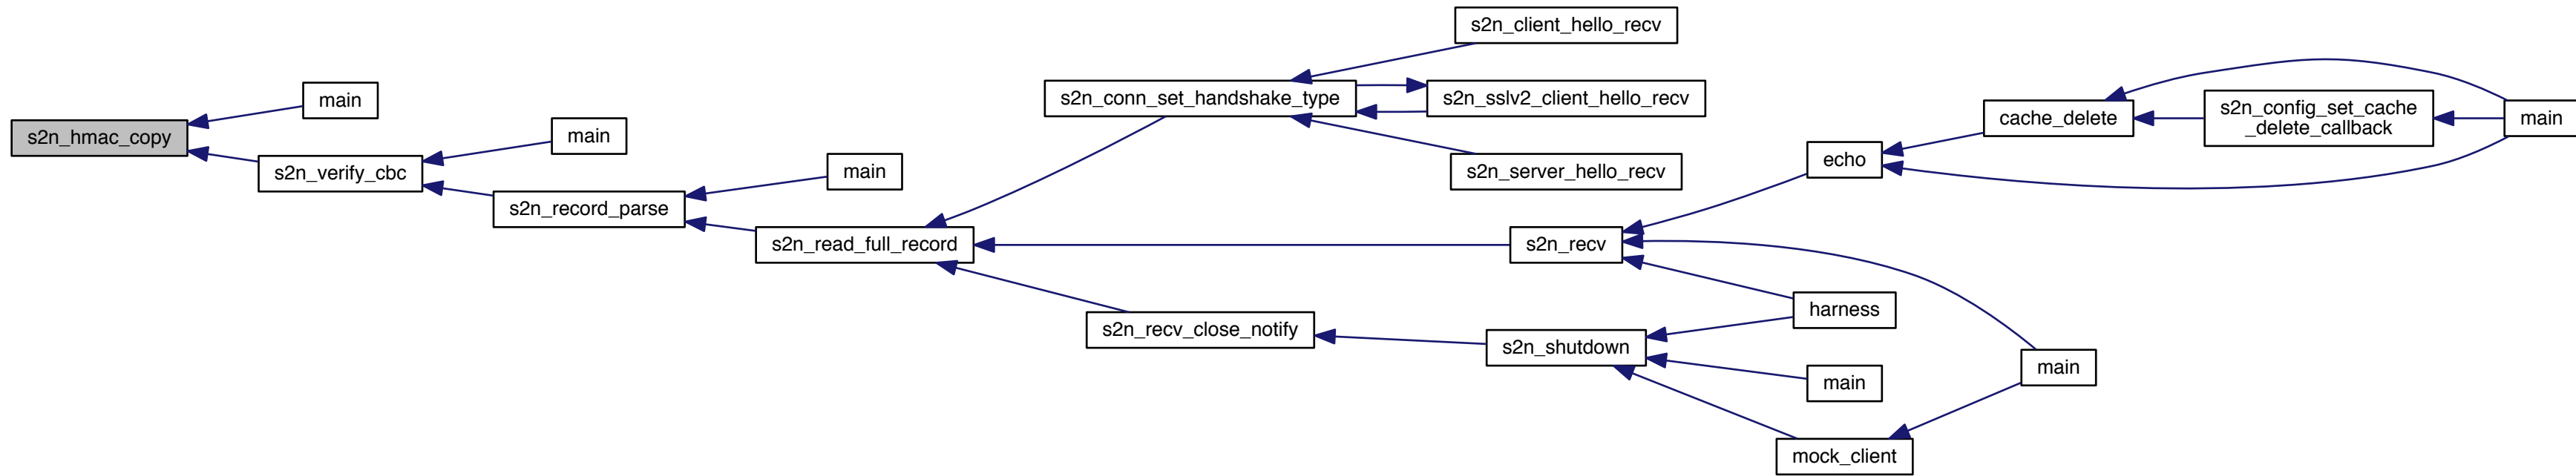 s2n_client_hello_recv
main
s2n_conn_set_handshake_type
s2n_sslv2_client_hello_recv
s2n_config_set_cache
_delete_callback
cache_delete
main
s2n_hmac_copy
main
echo
s2n_verify_cbc
main
s2n_server_hello_recv
s2n_record_parse
s2n_read_full_record
s2n_recv
harness
s2n_recv_close_notify
s2n_shutdown
main
main
mock_client